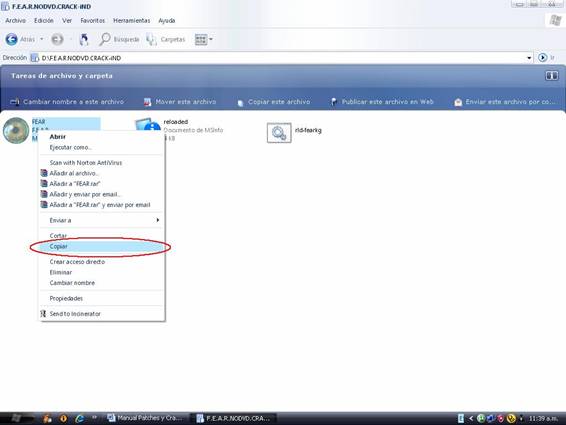 F.E.A.R.NODVD.CRACK-iND
Archivo Edición Ver Favoritos Herramientas Ayuda
Atrás Búsqueda Carpetas
Dirección D:\F.E.A.R.NODVD.CRACK-iND Ir
Tareas de archivo y carpeta
Cambiar nombre a este archivo Mover este archivo Copiar este archivo Publicar este archivo en Web Enviar este archivo por co...
FEAR
F.E.A.R
reloaded
Documento de MSInfo
kB
rld-fearkg
Abrir
Ejecutar como...
Scan with Norton AntiVirus
Añadir al archivo...
Añadir a "FEAR.rar"
Añadir y enviar por email...
Añadir a "FEAR.rar" y enviar por email
Enviar a
Cortar
Copiar
Crear acceso directo
Eliminar
Cambiar nombre
Propiedades
Send to Incinerator
Inicio
Manual Patches y Cra...
F.E.A.R.NODVD.CRA...
11:39 a.m.